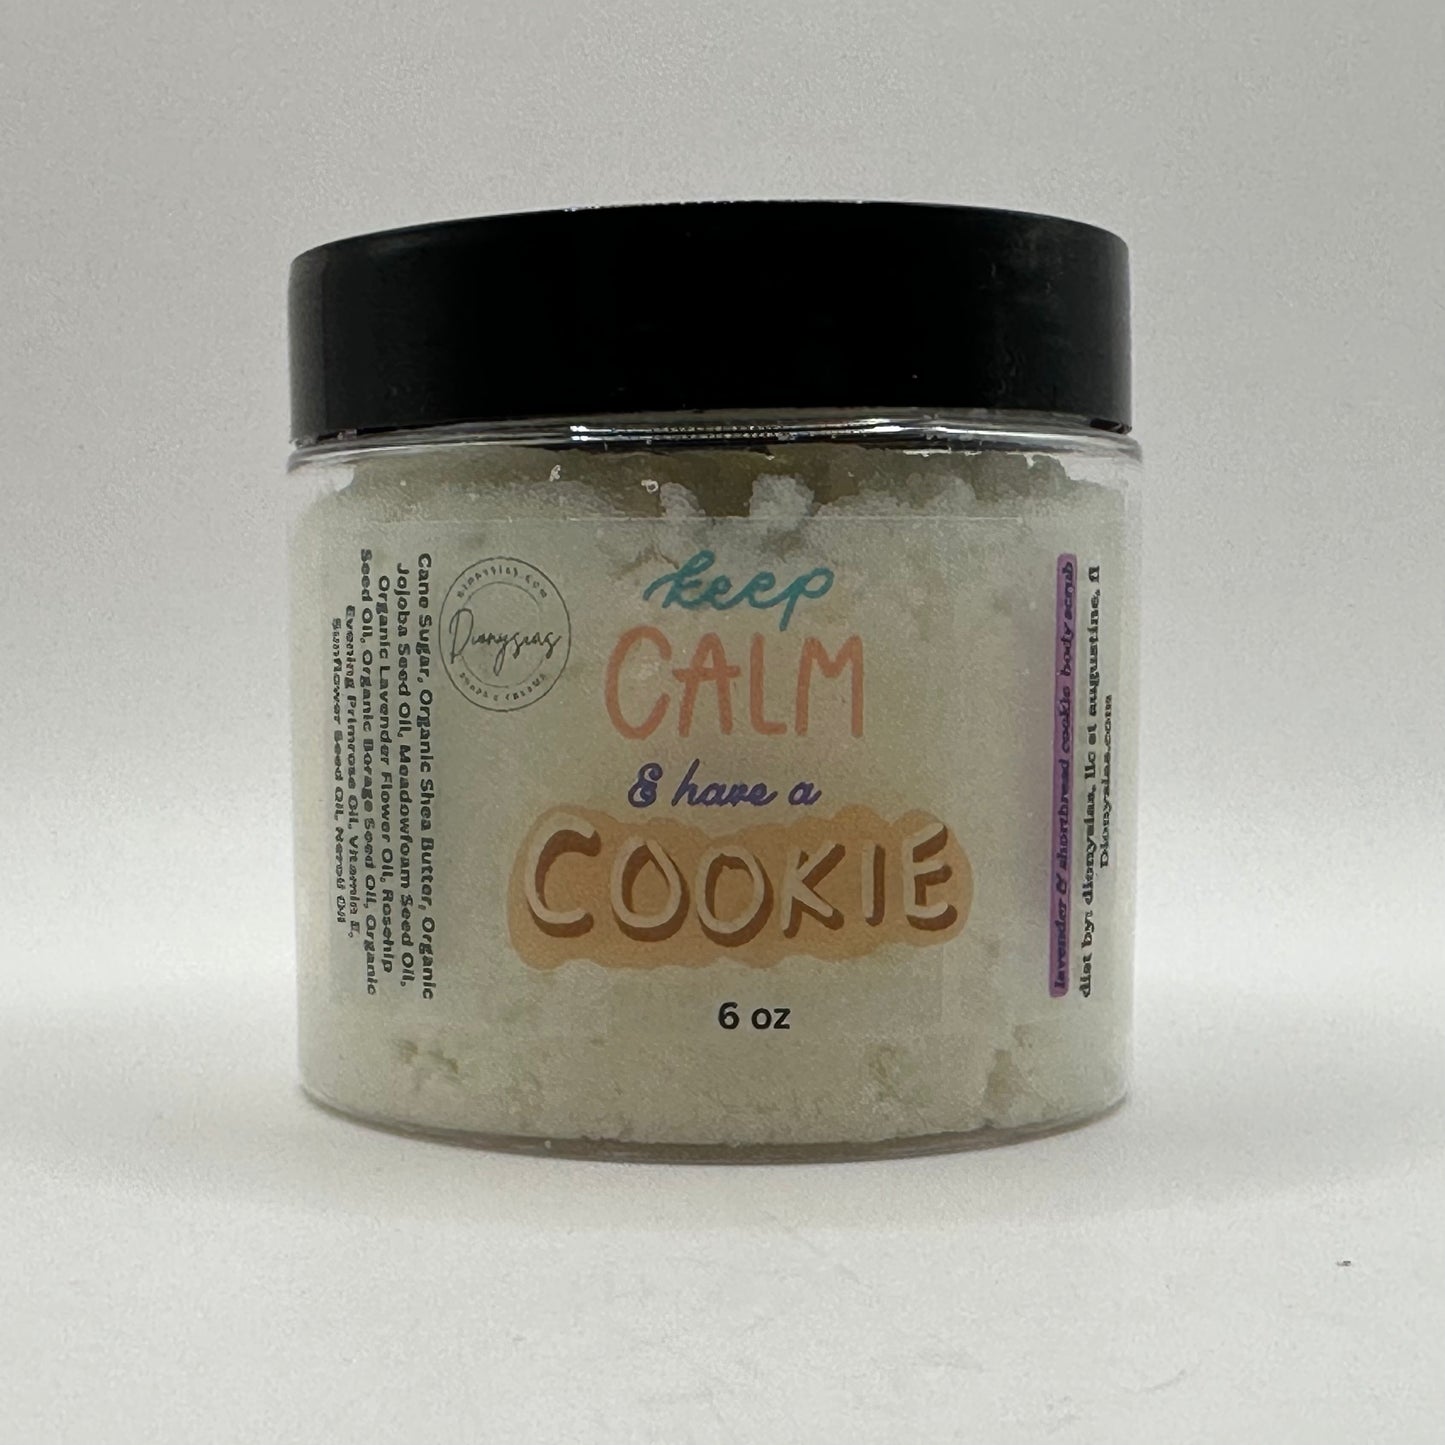 keep
CALM
& have a
COOKIE
6 oz
Dionysias
SOAPS & CREAMS
Cane Sugar, Organic Shea Butter, Organic
Jojoba Seed Oil, Meadowfoam Seed Oil,
Organic Lavender Flower Oil, Rosehip
Seed Oil, Organic Borage Seed Oil, Organic
Evening Primrose Oil, Vitamin E,
Sunflower Seed Oil, Neroli Oil
lavender & shortbread cookie body scrub
dist by: dionysias, llc st augustine, fl
Dionysias.com